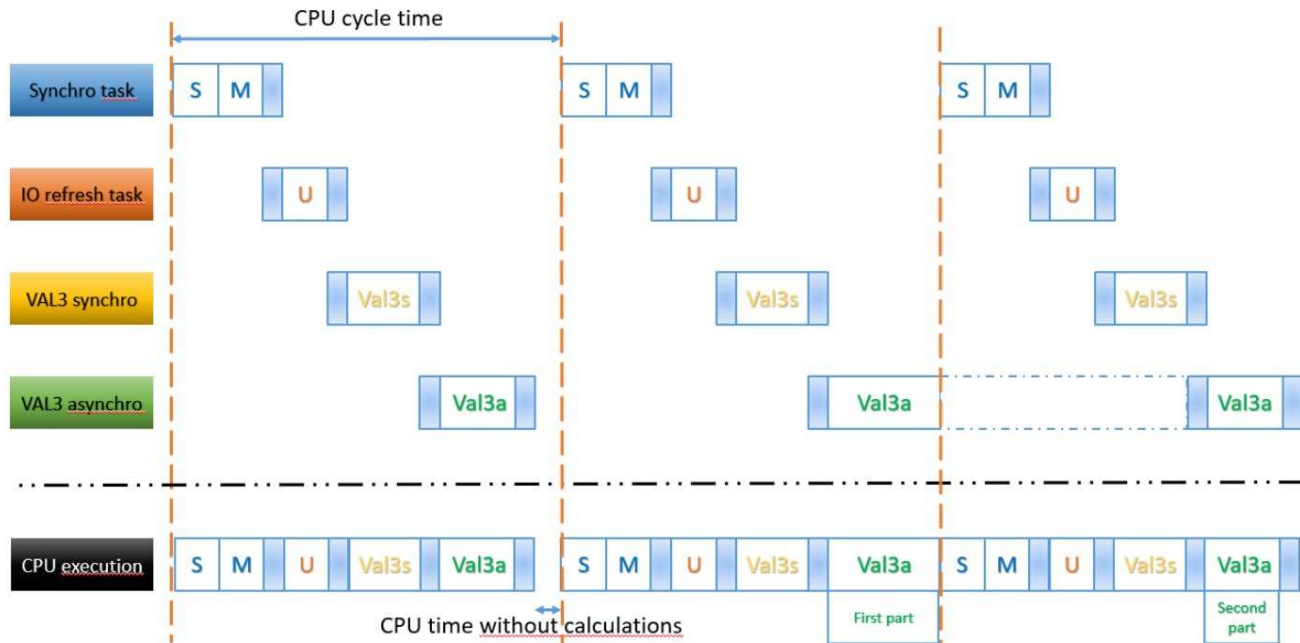 CPU cycle time
Synchro task
S M
S M
S M
IO refresh task
U
U
U
VAL3 synchro
Val3s
Val3s
Val3s
VAL3 asynchro
Val3a
Val3a
Val3a
CPU execution
S M U Val3s Val3a S M U Val3s Val3a S M U Val3s Val3a
First part
Second
part
CPU time without calculations